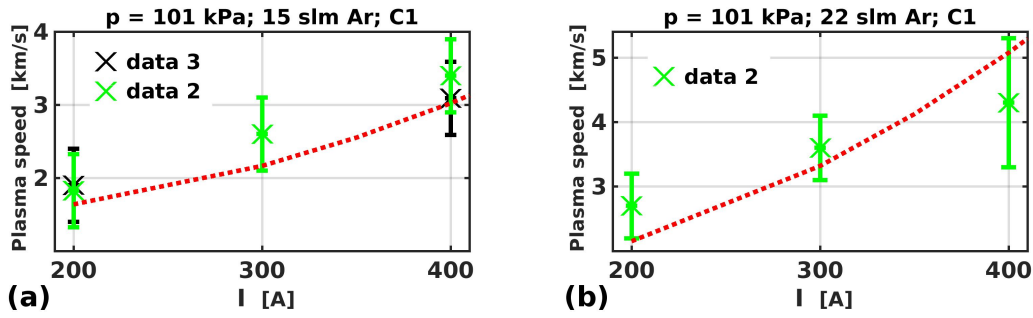 p = 101 kPa; 15 slm Ar; C1
Plasma speed [km/s]
4
3
2
data 3
data 2
200
300
400
(a)
I [A]
p = 101 kPa; 22 slm Ar; C1
Plasma speed [km/s]
5
4
3
data 2
200
300
400
(b)
I [A]